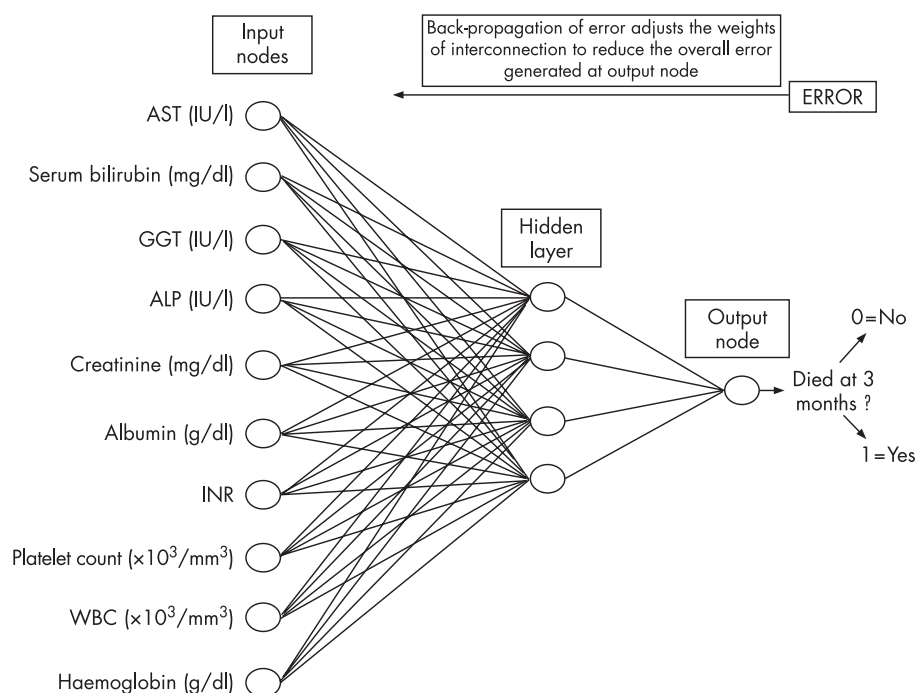 Input
nodes
Back-propagation of error adjusts the weights
of interconnection to reduce the overall error
generated at output node
ERROR
AST (IU/l)
Serum bilirubin (mg/dl)
GGT (IU/l)
ALP (IU/l)
Creatinine (mg/dl)
Albumin (g/dl)
INR
Platelet count (×10³/mm³)
WBC (×10³/mm³)
Haemoglobin (g/dl)
Hidden
layer
Output
node
0=No
Died at 3
months ?
1=Yes